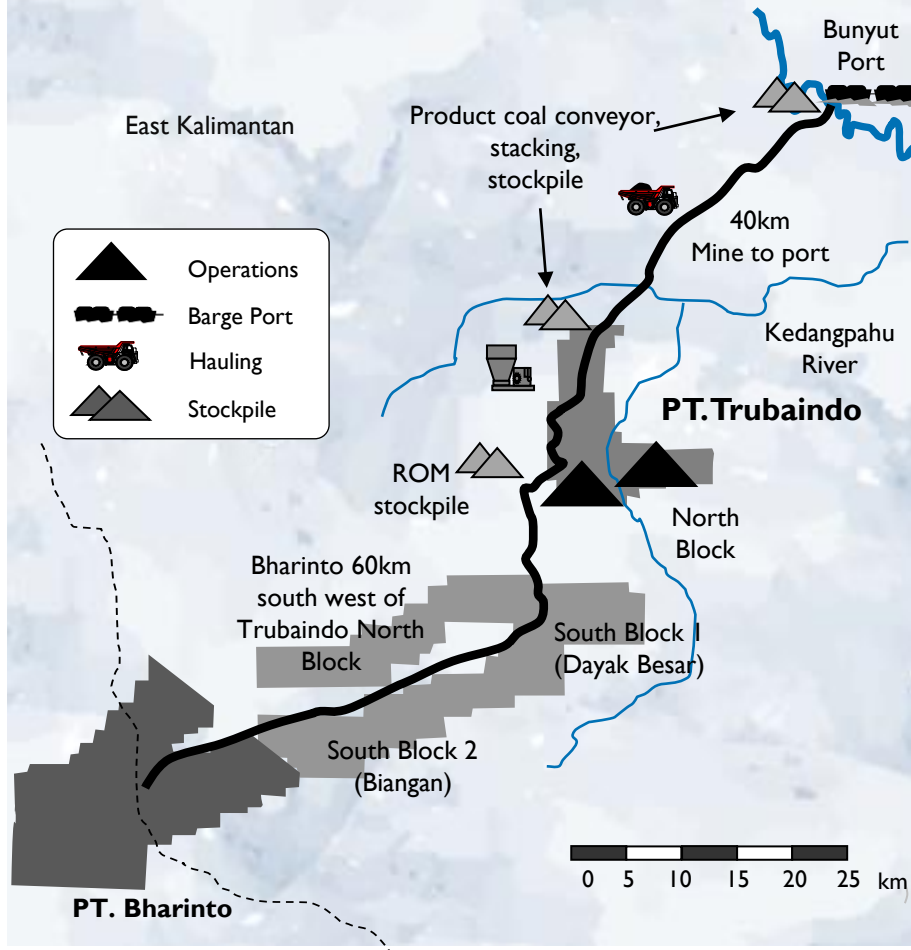 Bunyut
Port
East Kalimantan
Product coal conveyor,
stacking,
stockpile
40km
Mine to port
Operations
Barge Port
Hauling
Stockpile
Kedangpahu
River
PT. Trubaindo
ROM
stockpile
North
Block
Bharinto 60km
south west of
Trubaindo North
Block
South Block 1
(Dayak Besar)
South Block 2
(Biangan)
0 5 10 15 20 25 km
PT. Bharinto